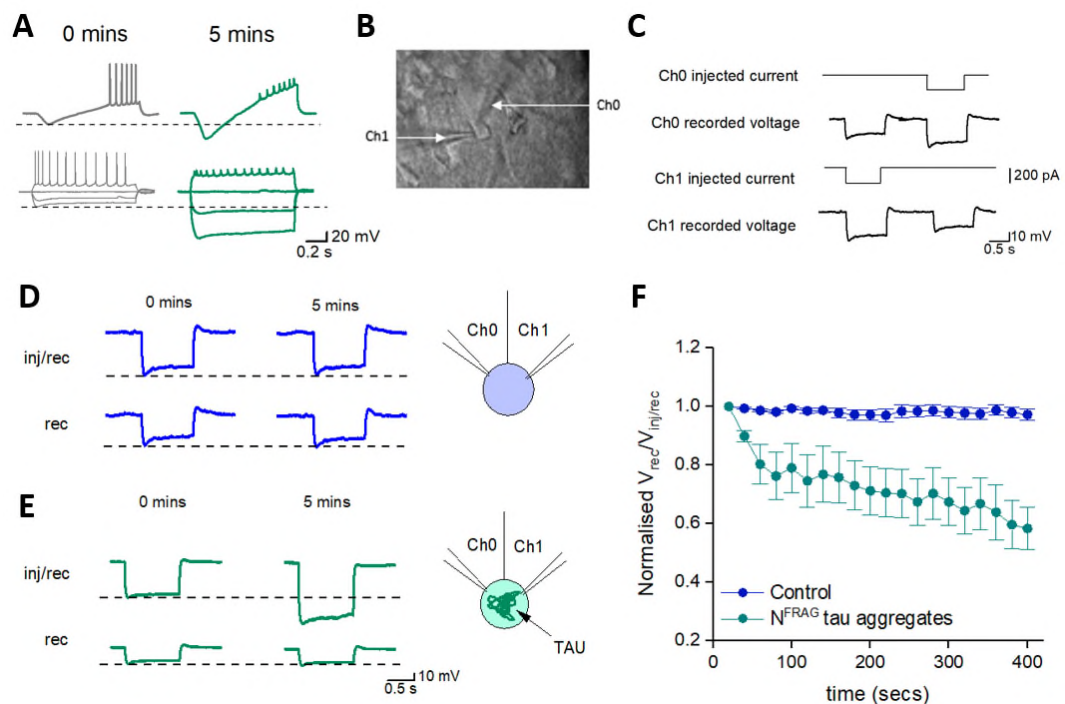 A
0 mins
5 mins
20 mV
0.2 s
B
Ch0
Ch1
C
Ch0 injected current
Ch0 recorded voltage
Ch1 injected current
200 pA
Ch1 recorded voltage
10 mV
0.5 s
D
0 mins
5 mins
inj/rec
rec
Ch0
Ch1
E
0 mins
5 mins
inj/rec
rec
10 mV
0.5 s
Ch0
Ch1
TAU
F
Normalised Vrec/Vinj/rec
1.2
1.0
0.8
0.6
0.4
0.2
Control
NFRAG tau aggregates
0
100
200
300
400
time (secs)